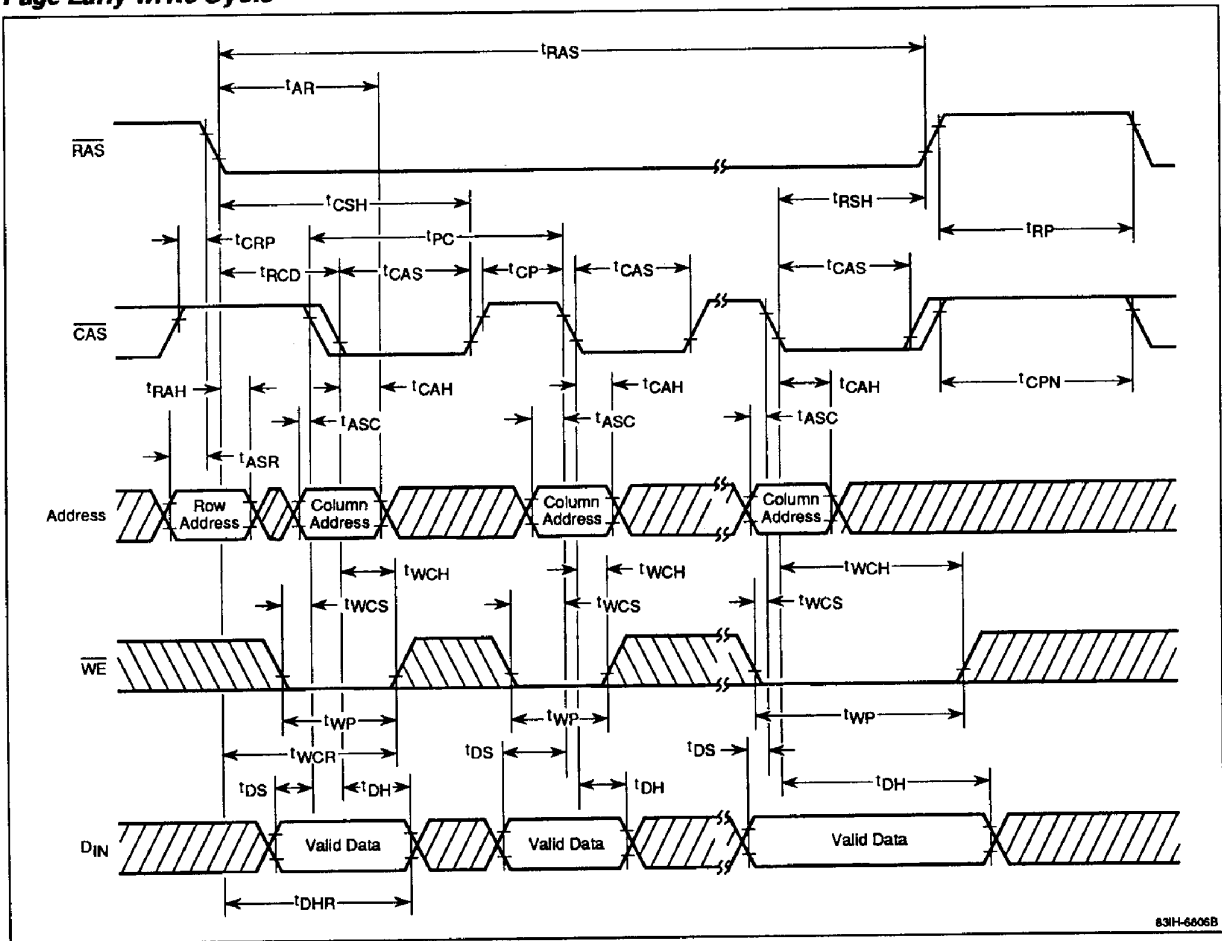 Page Early Write Cycle
tRAS
tAR
RAS
tCSH
tRSH
tCRP
tPC
tRP
tRCD
tCAS
tCP
tCAS
tCAS
CAS
tRAH
tCAH
tCAH
tCAH
tCPN
tASC
tASC
tASC
tASR
Address
Row Address
Column Address
Column Address
Column Address
tWCH
tWCH
tWCH
tWCS
tWCS
tWCS
WE
tWP
tWP
tWP
tWCR
tDS
tDS
tDS
tDH
tDH
tDH
DIN
Valid Data
Valid Data
Valid Data
tDHR
83IH-6606B